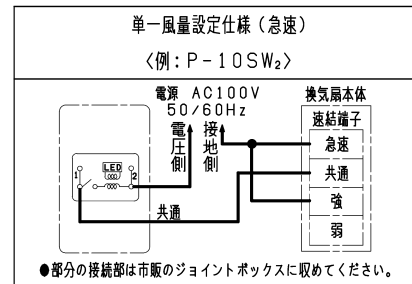 単一風量設定仕様（急速）
〈例：P－10SW₂〉
電源 AC100V
50/60Hz
電圧側
接地側
換気扇本体
速結端子
急速
共通
強
弱
LED
1
2
共通
●部分の接続部は市販のジョイントボックスに収めてください。